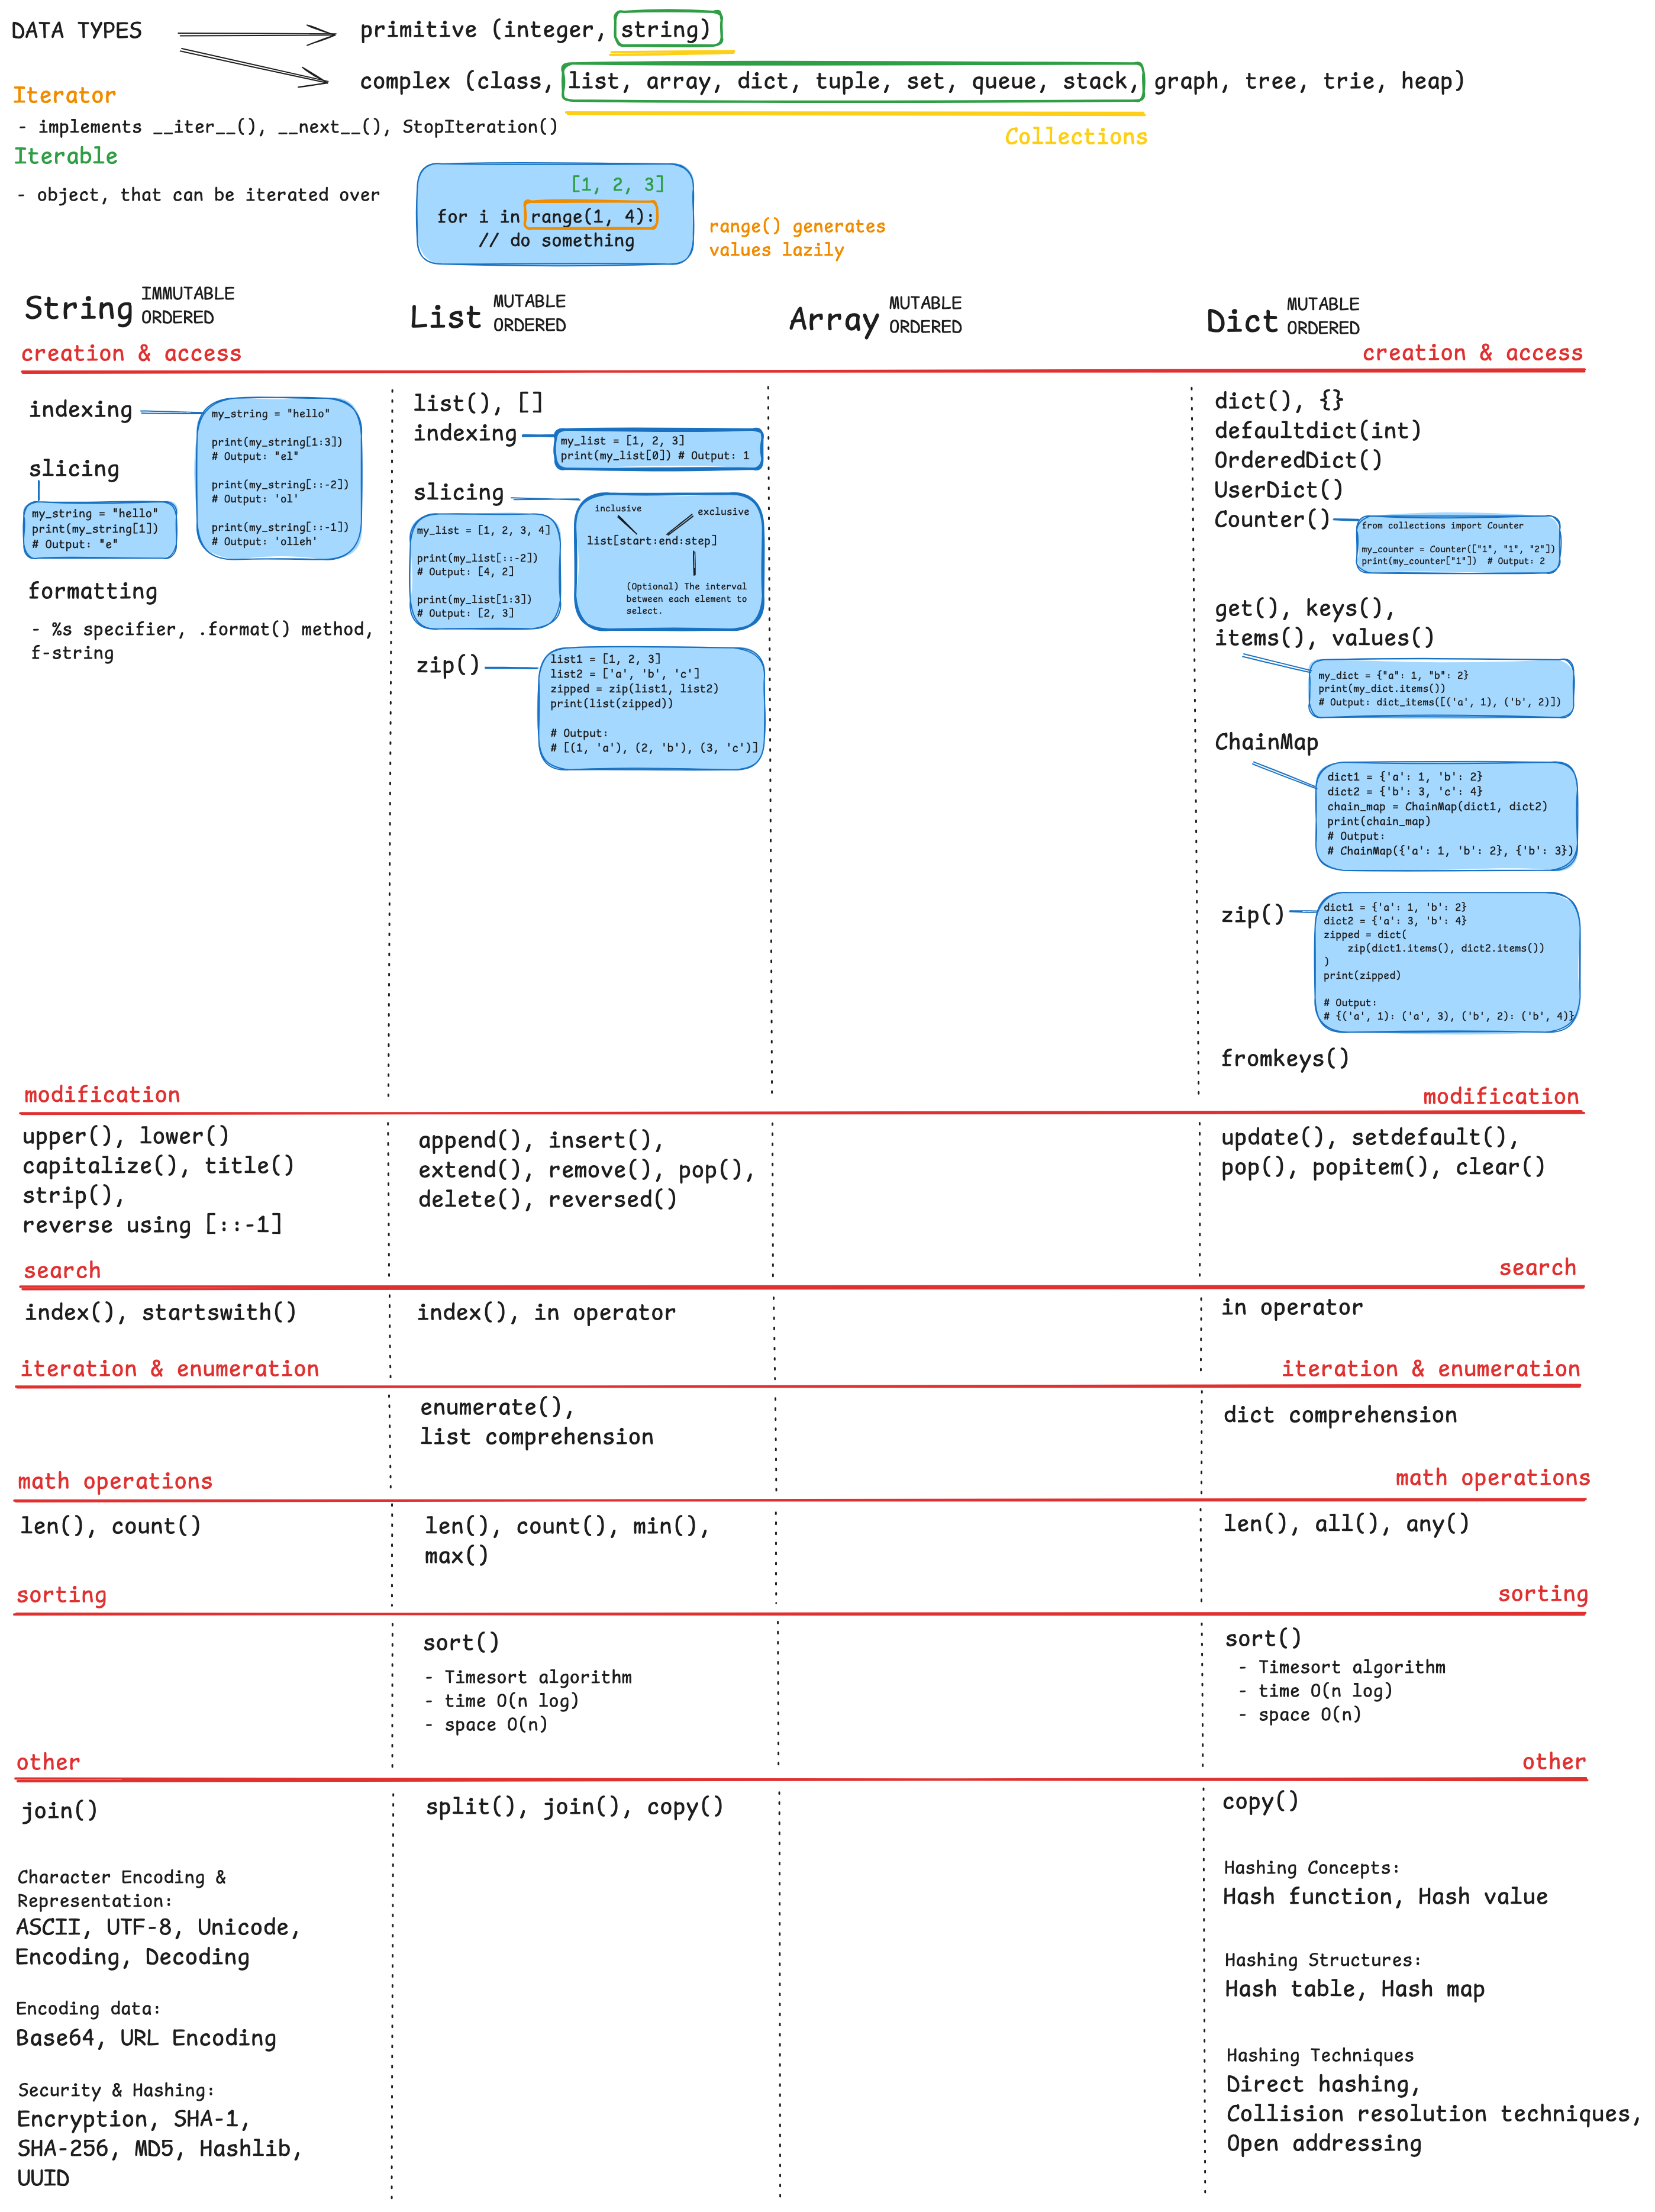 DATA TYPES
primitive (integer, string)
complex (class, list, array, dict, tuple, set, queue, stack, graph, tree, trie, heap)
Collections
Iterator
- implements __iter__(), __next__(), StopIteration()
Iterable
- object, that can be iterated over
[1, 2, 3]
for i in range(1, 4):
// do something
range() generates
values lazily
String
IMMUTABLE
ORDERED
List
MUTABLE
ORDERED
Array
MUTABLE
ORDERED
Dict
MUTABLE
ORDERED
creation & access
creation & access
indexing
my_string = "hello"
print(my_string[1:3])
# Output: "el"
print(my_string[::-2])
# Output: 'ol'
print(my_string[::-1])
# Output: 'olleh'
slicing
my_string = "hello"
print(my_string[1])
# Output: "e"
formatting
- %s specifier, .format() method,
f-string
list(), []
indexing
my_list = [1, 2, 3]
print(my_list[0]) # Output: 1
slicing
my_list = [1, 2, 3, 4]
print(my_list[::-2])
# Output: [4, 2]
print(my_list[1:3])
# Output: [2, 3]
inclusive
exclusive
list[start:end:step]
(Optional) The interval
between each element to
select.
zip()
list1 = [1, 2, 3]
list2 = ['a', 'b', 'c']
zipped = zip(list1, list2)
print(list(zipped))
# Output:
# [(1, 'a'), (2, 'b'), (3, 'c')]
dict(), {}
defaultdict(int)
OrderedDict()
UserDict()
Counter()
from collections import Counter
my_counter = Counter(["1", "1", "2"])
print(my_counter["1"])  # Output: 2
get(), keys(),
items(), values()
my_dict = {"a": 1, "b": 2}
print(my_dict.items())
# Output: dict_items([('a', 1), ('b', 2)])
ChainMap
dict1 = {'a': 1, 'b': 2}
dict2 = {'b': 3, 'c': 4}
chain_map = ChainMap(dict1, dict2)
print(chain_map)
# Output:
# ChainMap({'a': 1, 'b': 2}, {'b': 3})
zip()
dict1 = {'a': 1, 'b': 2}
dict2 = {'a': 3, 'b': 4}
zipped = dict(
zip(dict1.items(), dict2.items())
)
print(zipped)
# Output:
# {('a', 1): ('a', 3), ('b', 2): ('b', 4)}
fromkeys()
modification
modification
upper(), lower()
capitalize(), title()
strip(),
reverse using [::-1]
append(), insert(),
extend(), remove(), pop(),
delete(), reversed()
update(), setdefault(),
pop(), popitem(), clear()
search
search
index(), startswith()
index(), in operator
in operator
iteration & enumeration
iteration & enumeration
enumerate(),
list comprehension
dict comprehension
math operations
math operations
len(), count()
len(), count(), min(),
max()
len(), all(), any()
sorting
sorting
sort()
- Timesort algorithm
- time O(n log)
- space O(n)
sort()
- Timesort algorithm
- time O(n log)
- space O(n)
other
other
join()
Character Encoding &
Representation:
ASCII, UTF-8, Unicode,
Encoding, Decoding
Encoding data:
Base64, URL Encoding
Security & Hashing:
Encryption, SHA-1,
SHA-256, MD5, Hashlib,
UUID
split(), join(), copy()
copy()
Hashing Concepts:
Hash function, Hash value
Hashing Structures:
Hash table, Hash map
Hashing Techniques
Direct hashing,
Collision resolution techniques,
Open addressing